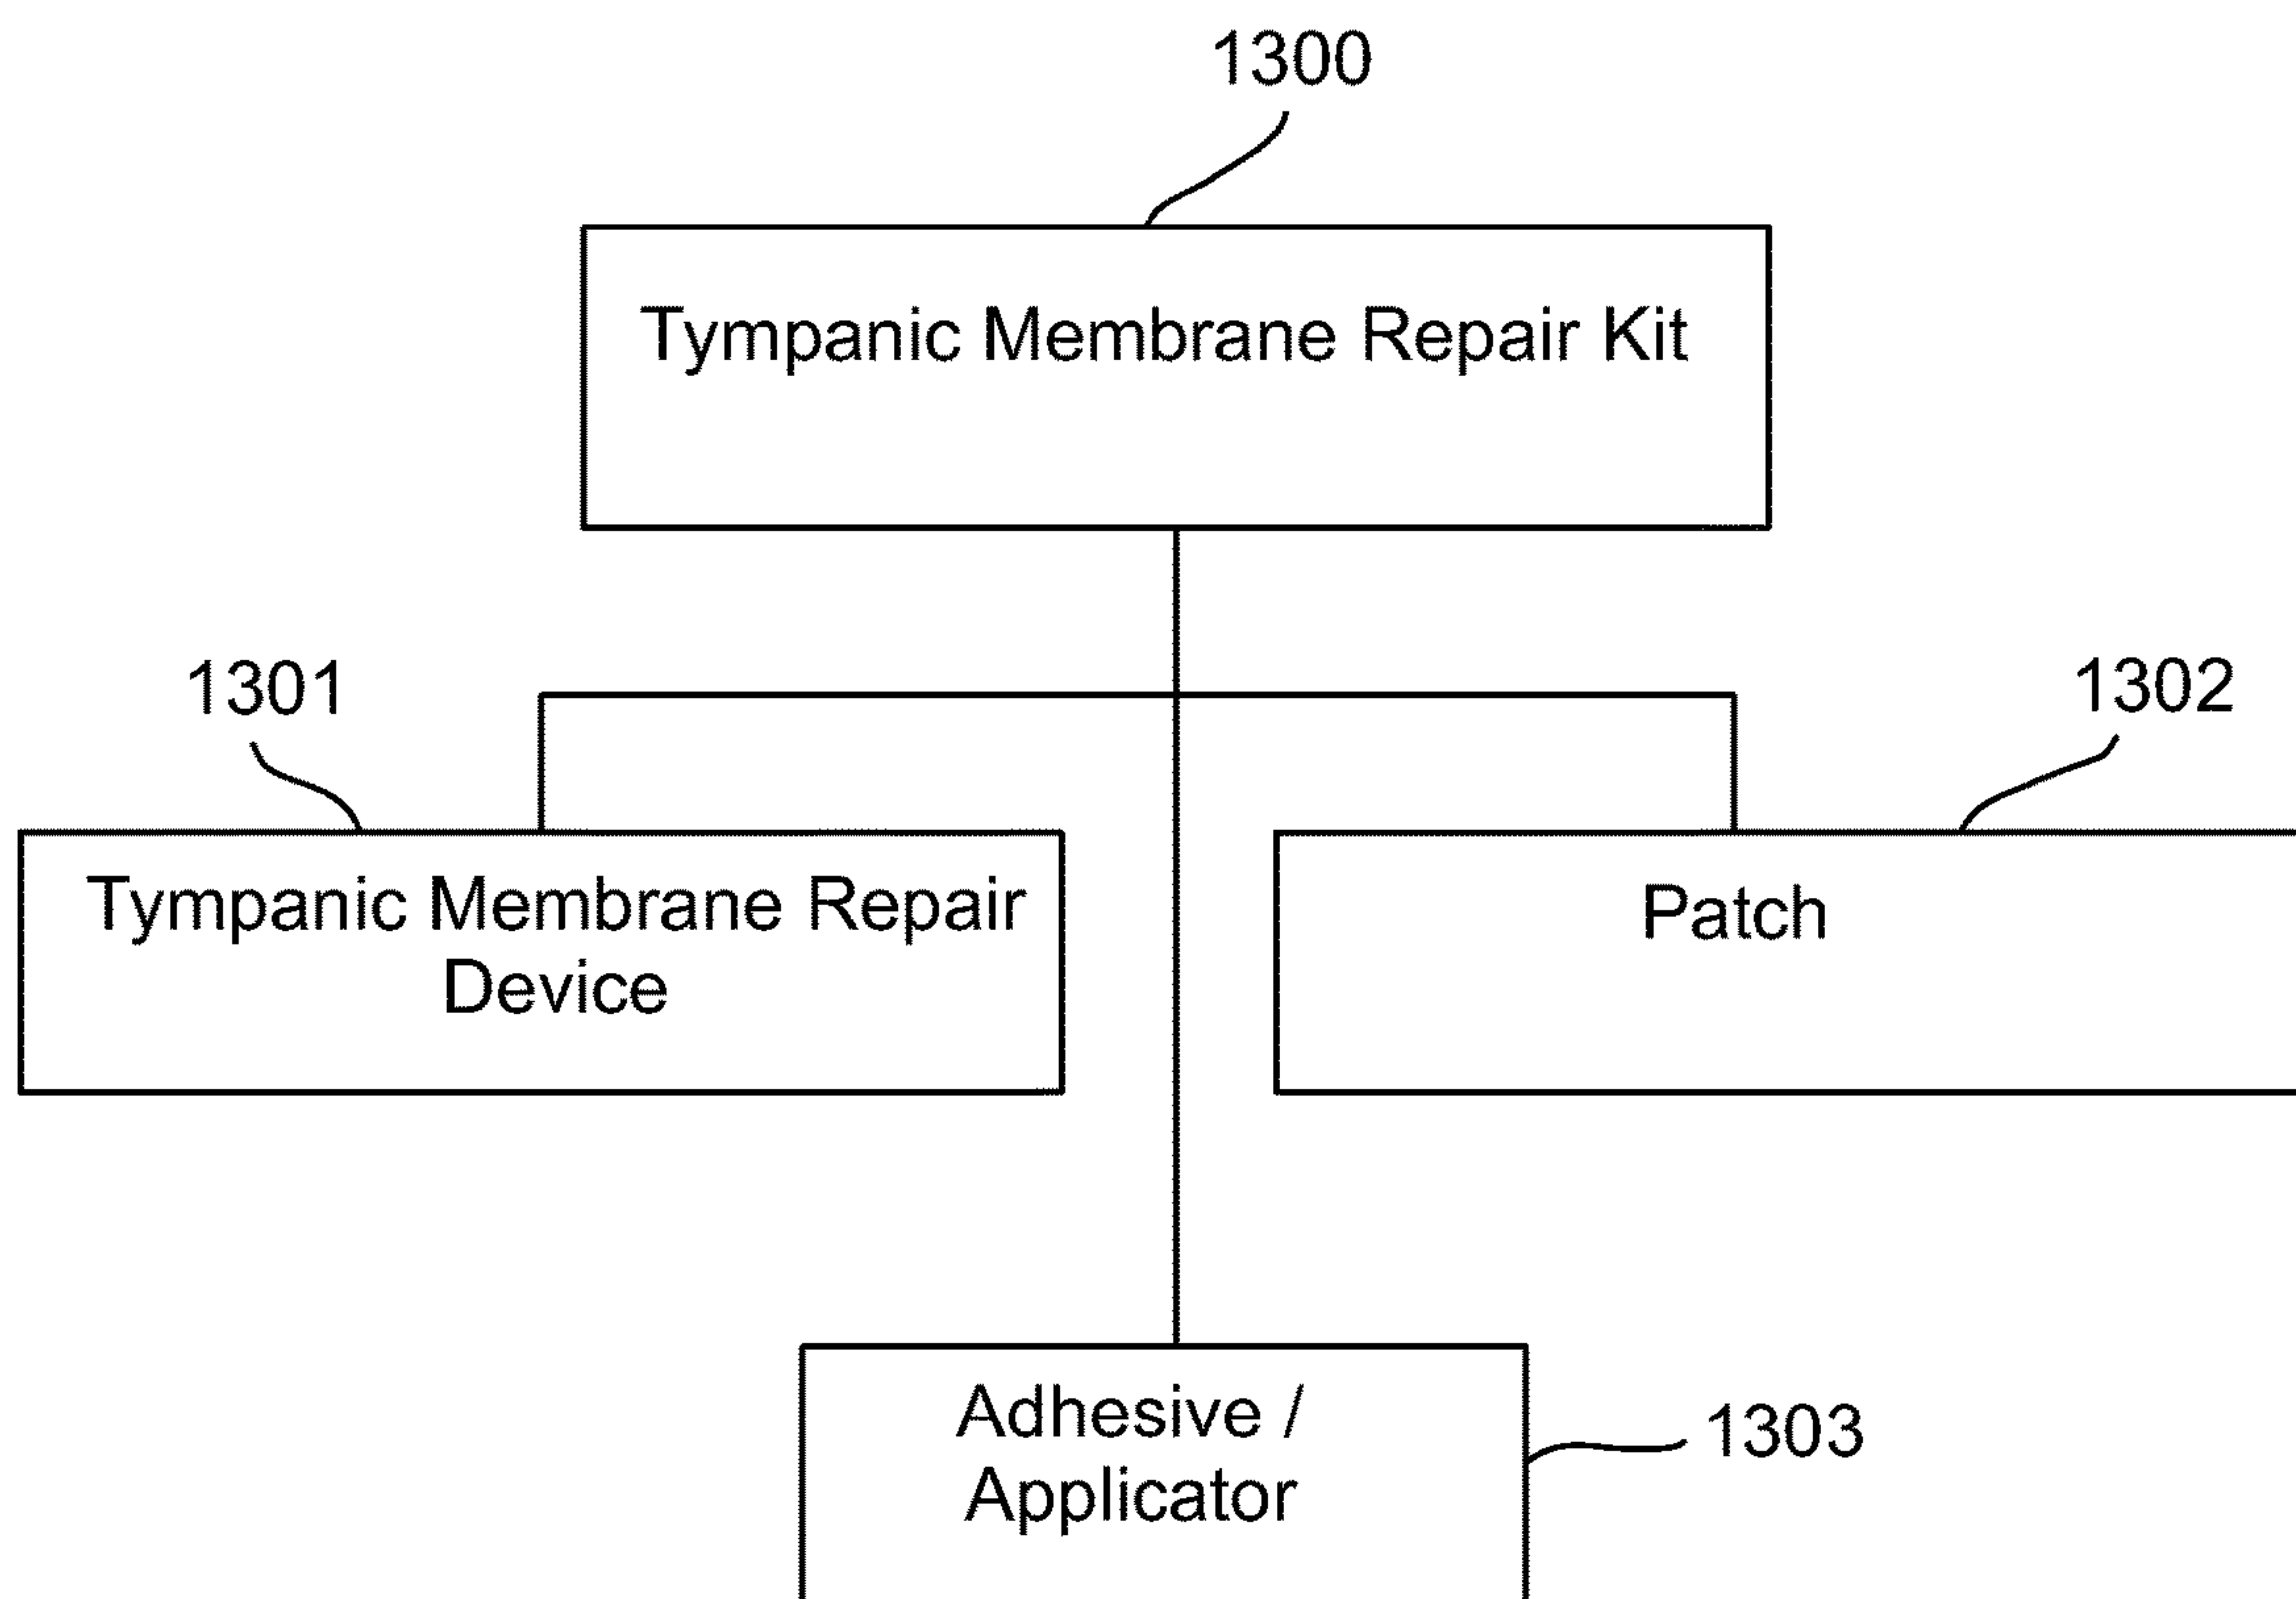 1300
Tympanic Membrane Repair Kit
1301
1302
Tympanic Membrane Repair
Device
Patch
Adhesive /
Applicator
1303